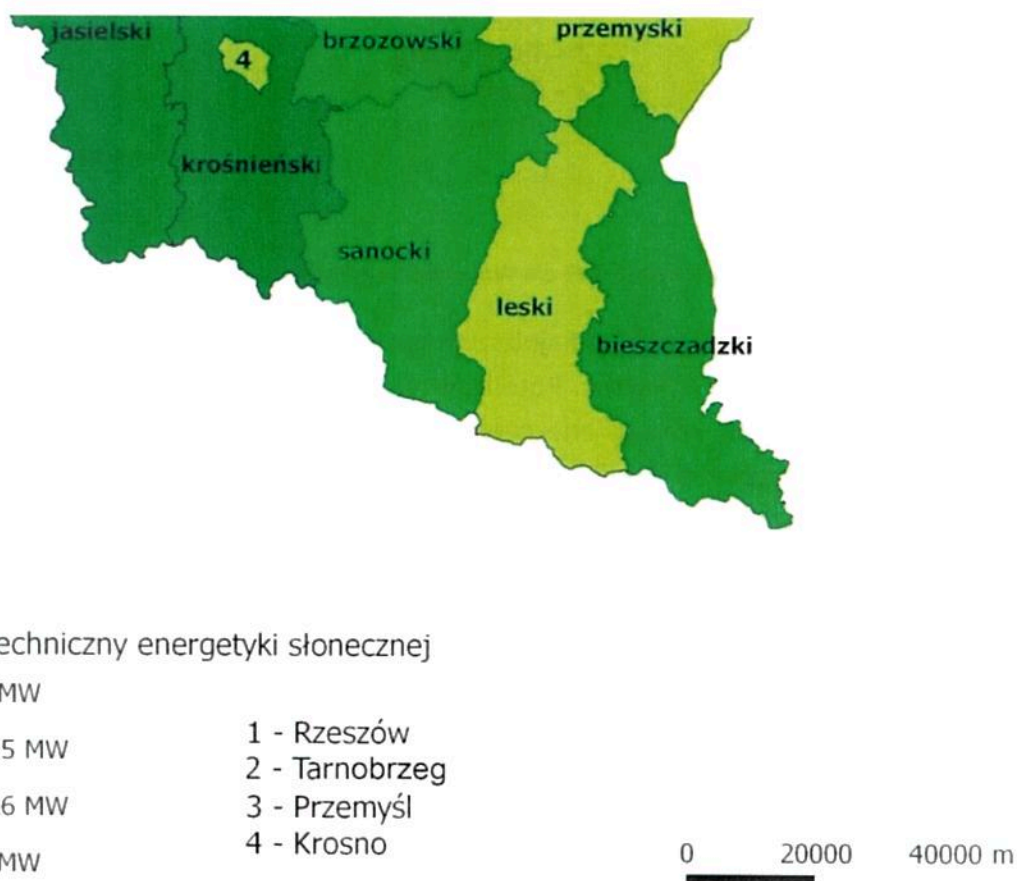 jasielski
4
brzozowski
przemyski
krośnieński
sanocki
leski
bieszczadzki
echniczny energetyki słonecznej
MW
5 MW
6 MW
MW
1 - Rzeszów
2 - Tarnobrzeg
3 - Przemyśl
4 - Krosno
0 20000 40000 m